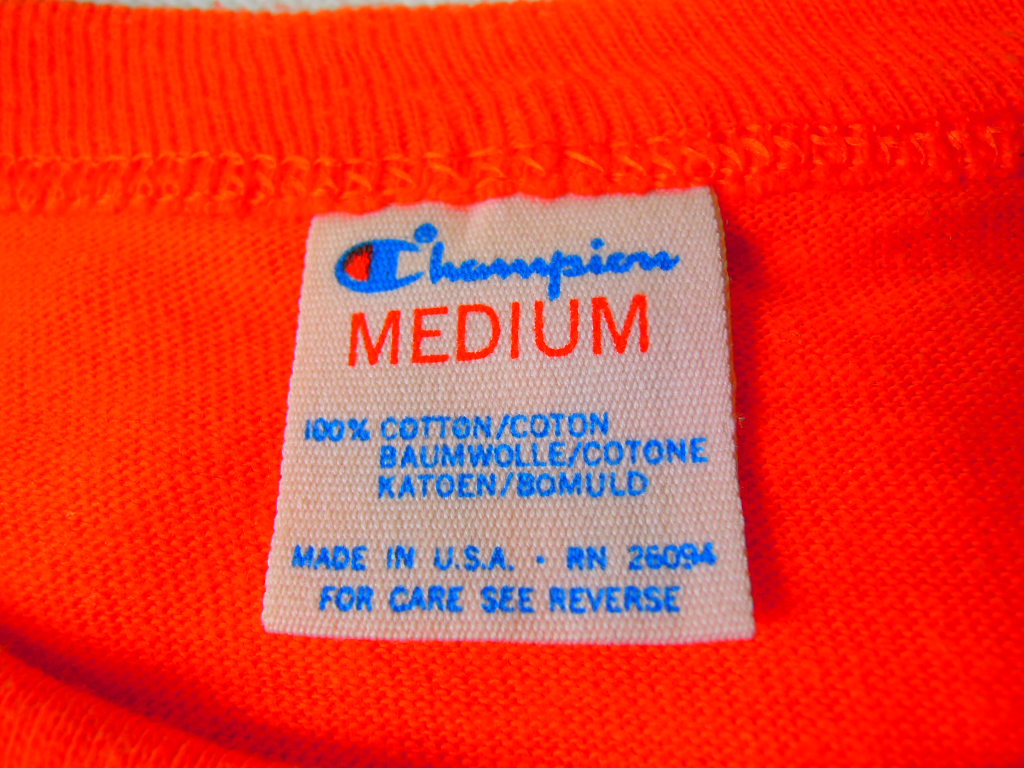 Champion
MEDIUM
100% COTTON/COTON
BAUMWOLLE/COTONE
KATOEN/BOMULD
MADE IN U.S.A. · RN 26094
FOR CARE SEE REVERSE